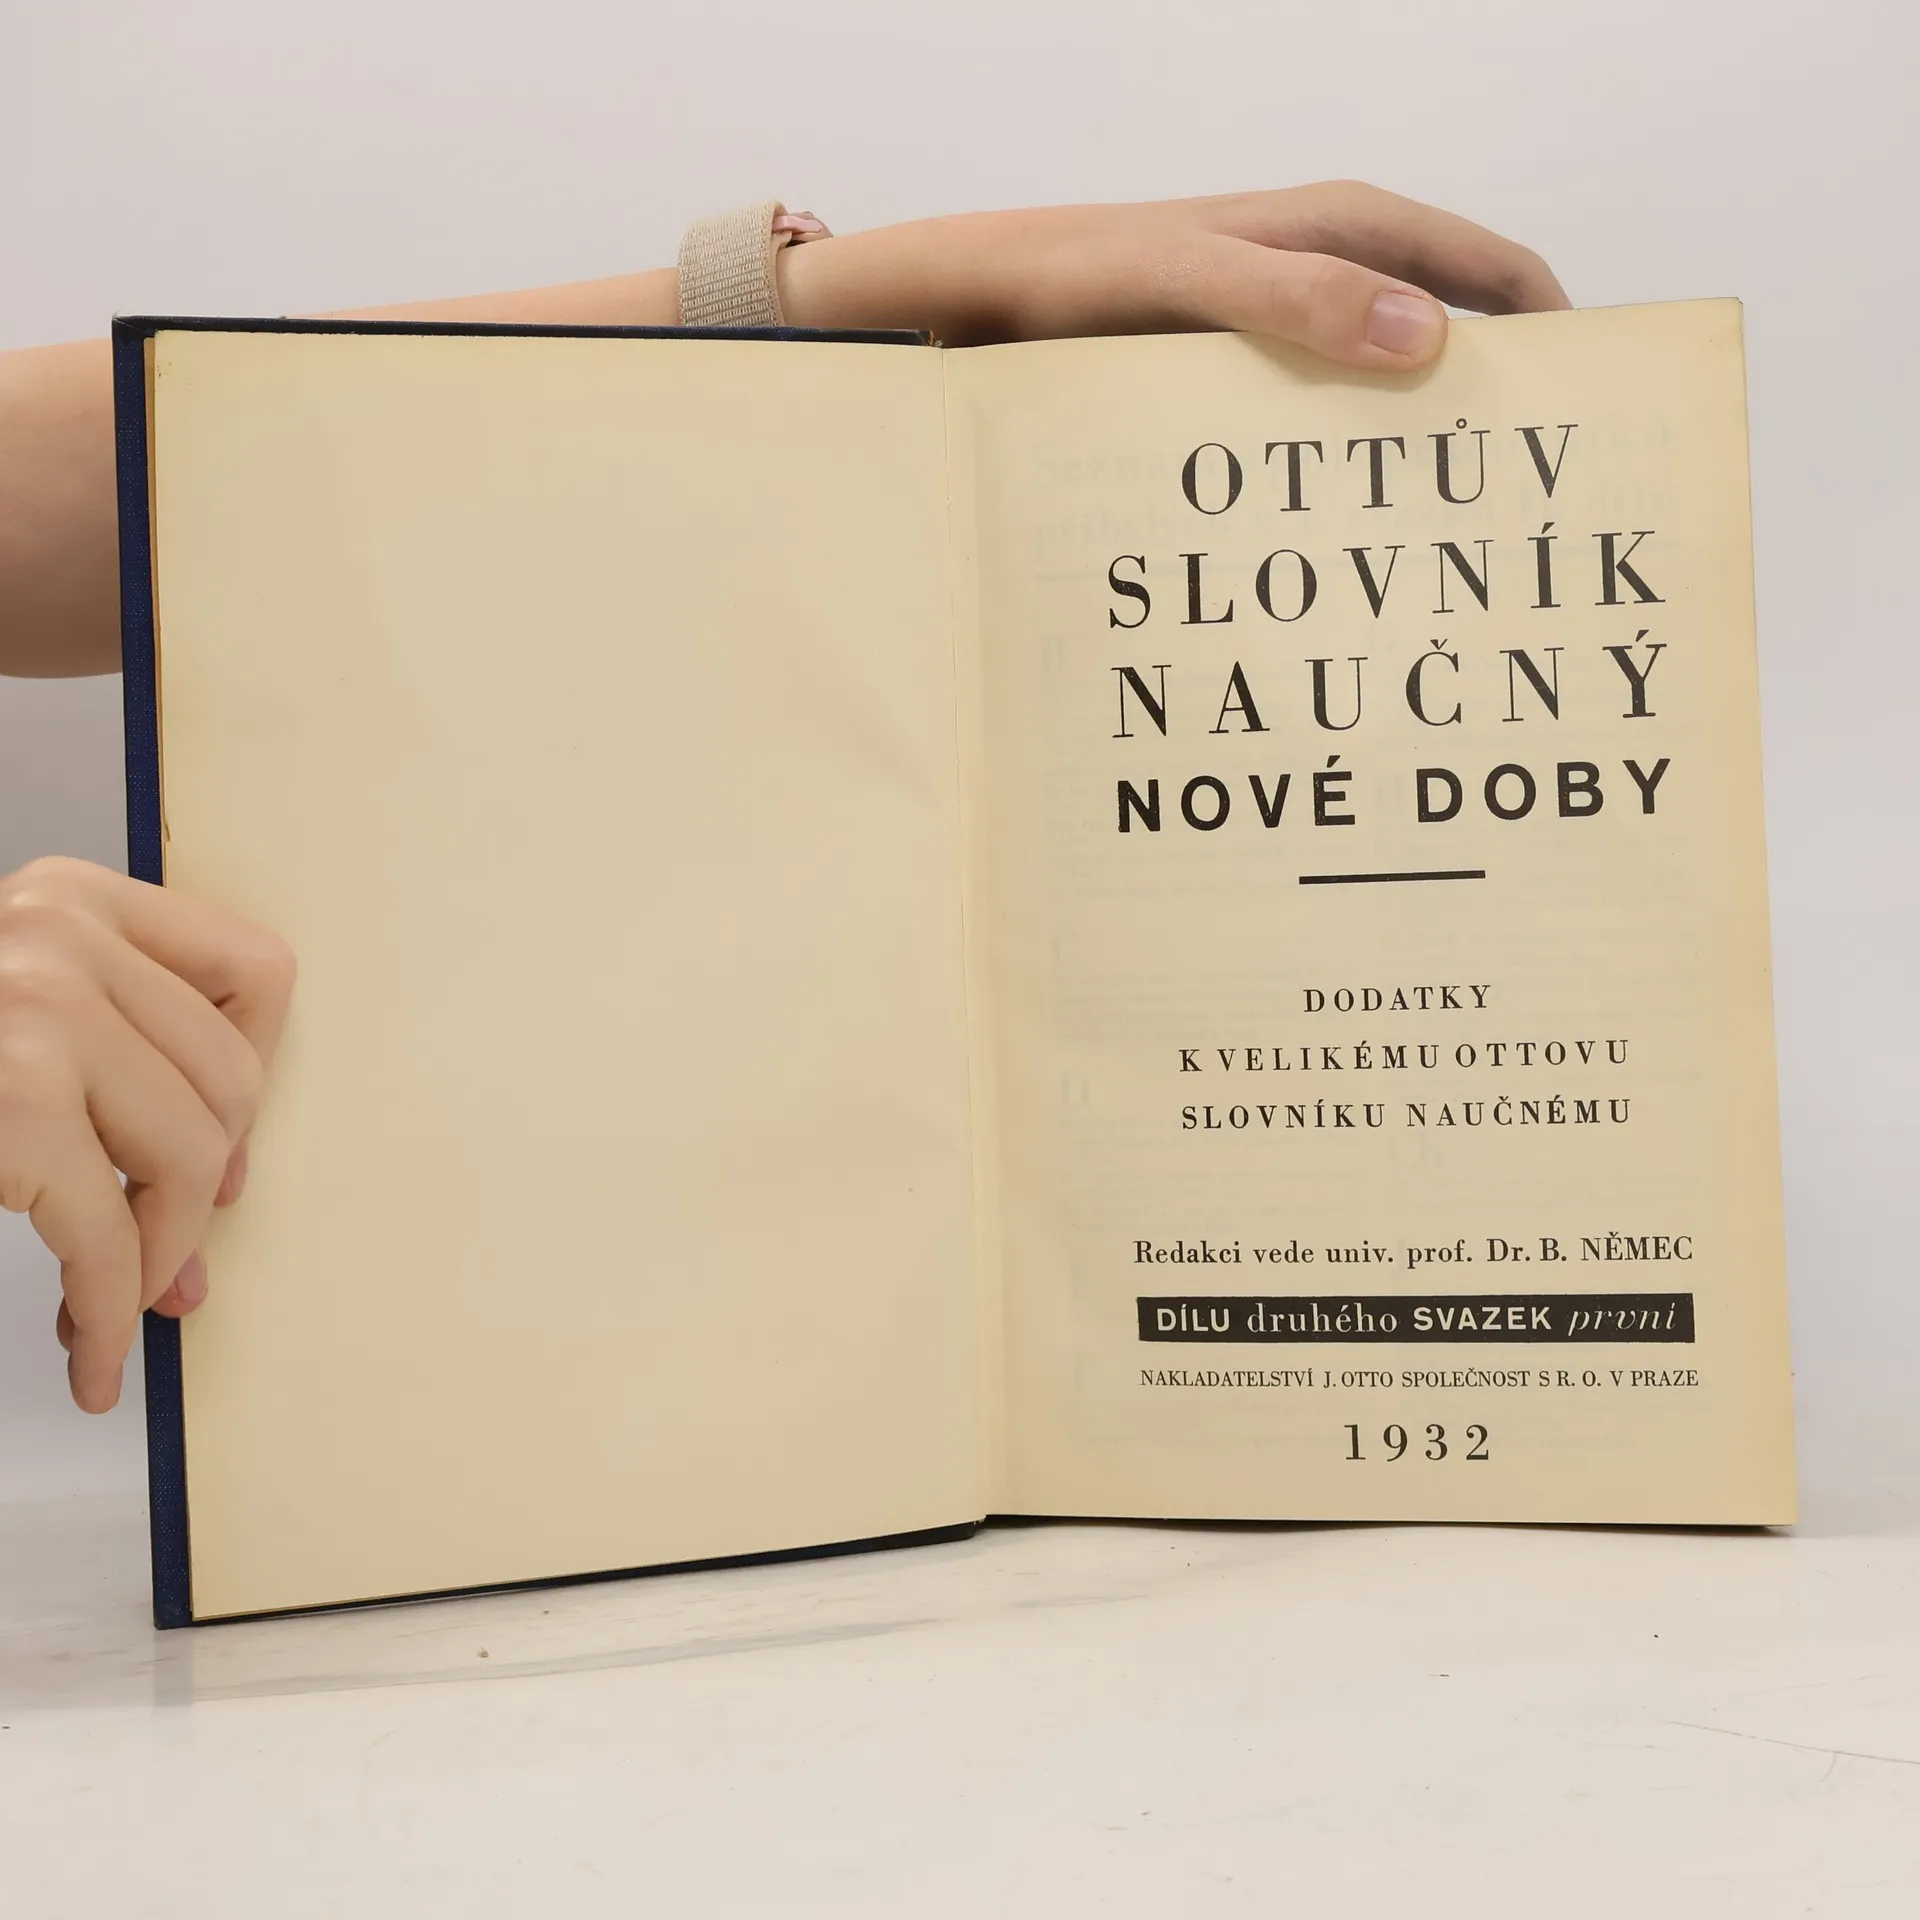 OTTŮV
SLOVNÍK
NAUČNÝ
NOVÉ DOBY
DODATKY
K VELIKÉMU OTTOVU
SLOVNÍKU NAUČNÉMU
Redakci vede univ. prof. Dr. B. NĚMEC
DÍLU druhého SVAZEK první
NAKLADATELSTVÍ J. OTTO SPOLEČNOST S R. O. V PRAZE
1932